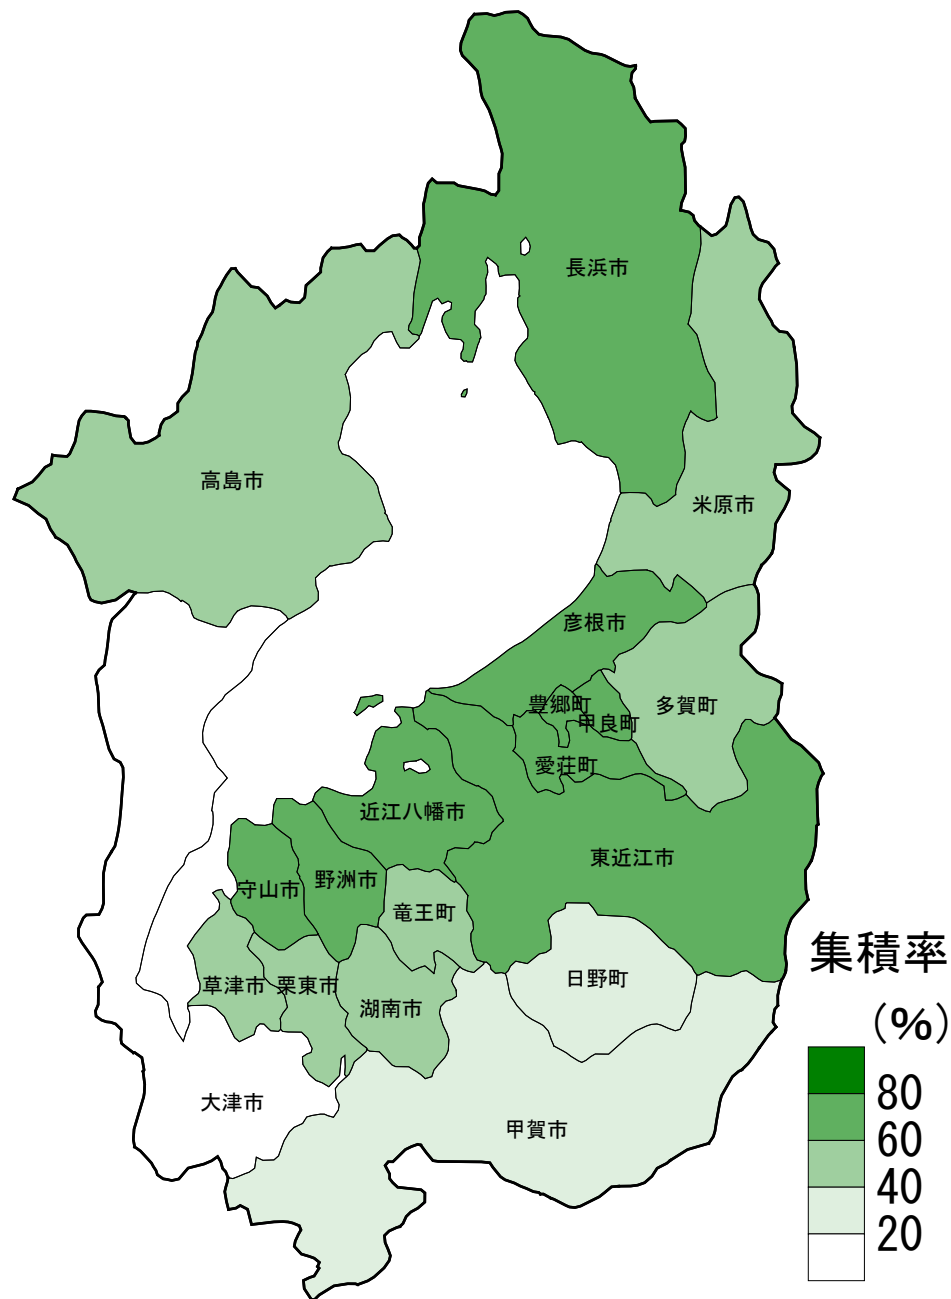 長浜市
高島市
米原市
彦根市
豊郷町
多賀町
甲良町
愛荘町
近江八幡市
東近江市
野洲市
守山市
竜王町
日野町
草津市
栗東市
湖南市
大津市
甲賀市
集積率
(%)
80
60
40
20